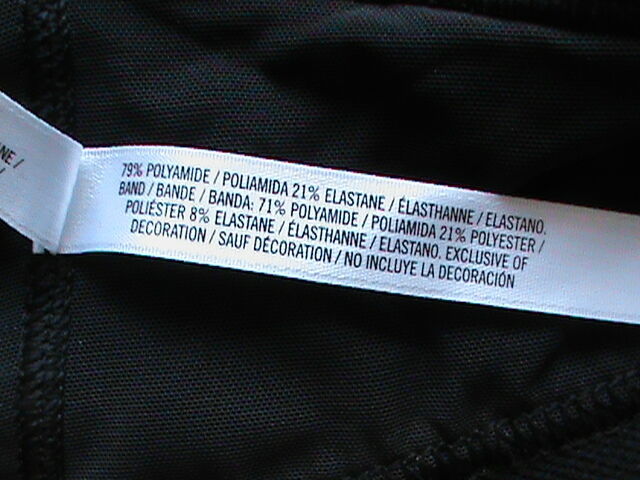 NE /
79% POLYAMIDE / POLIAMIDA 21% ELASTANE / ÉLASTHANNE / ELASTANO.
BAND / BANDE / BANDA: 71% POLYAMIDE / POLIAMIDA 21% POLYESTER /
POLIÉSTER 8% ELASTANE / ÉLASTHANNE / ELASTANO. EXCLUSIVE OF
DECORATION / SAUF DÉCORATION / NO INCLUYE LA DECORACIÓN